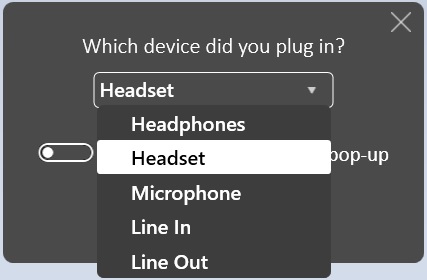 Which device did you plug in?
Headset
Headphones
Headset
pop-up
Microphone
Line In
Line Out